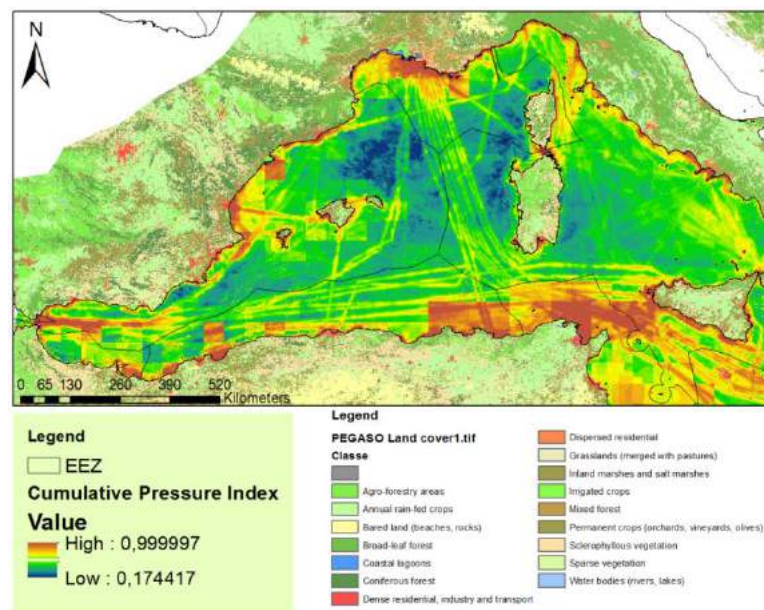 N
0 65 130 260 390 520
Kilometers
Legend
EEZ
Cumulative Pressure Index
Value
High : 0,999997
Low : 0,174417
Legend
PEGASO Land cover1.tif
Classe
Agro-forestry areas
Annual rain-fed crops
Bared land (beaches, rocks)
Broad-leaf forest
Coastal lagoons
Coniferous forest
Dense residential, industry and transport
Dispersed residential
Grasslands (merged with pastures)
Inland marshes and salt marshes
Irrigated crops
Mixed forest
Permanent crops (orchards, vineyards, olives)
Sclerophyllous vegetation
Sparse vegetation
Water bodies (rivers, lakes)